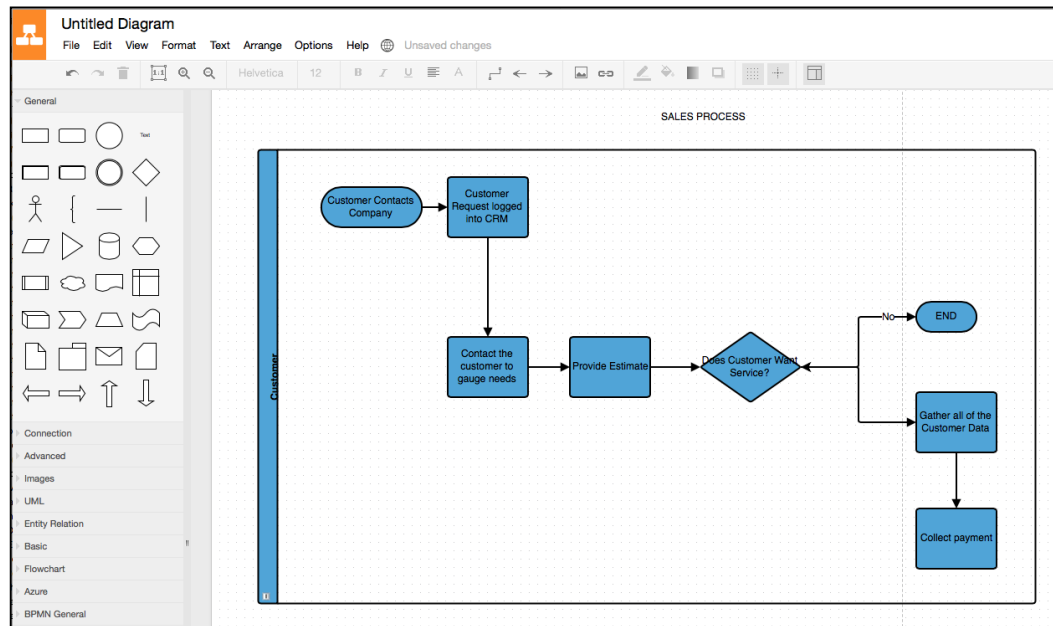 Untitled Diagram
File Edit View Format Text Arrange Options Help Unsaved changes
1:1 Helvetica 12 B I U A
General
Text
Connection
Advanced
Images
UML
Entity Relation
Basic
Flowchart
Azure
BPMN General
SALES PROCESS
Customer
Customer Contacts
Company
Customer
Request logged
into CRM
Contact the
customer to
gauge needs
Provide Estimate
Does Customer Want
Service?
No
END
Gather all of the
Customer Data
Collect payment